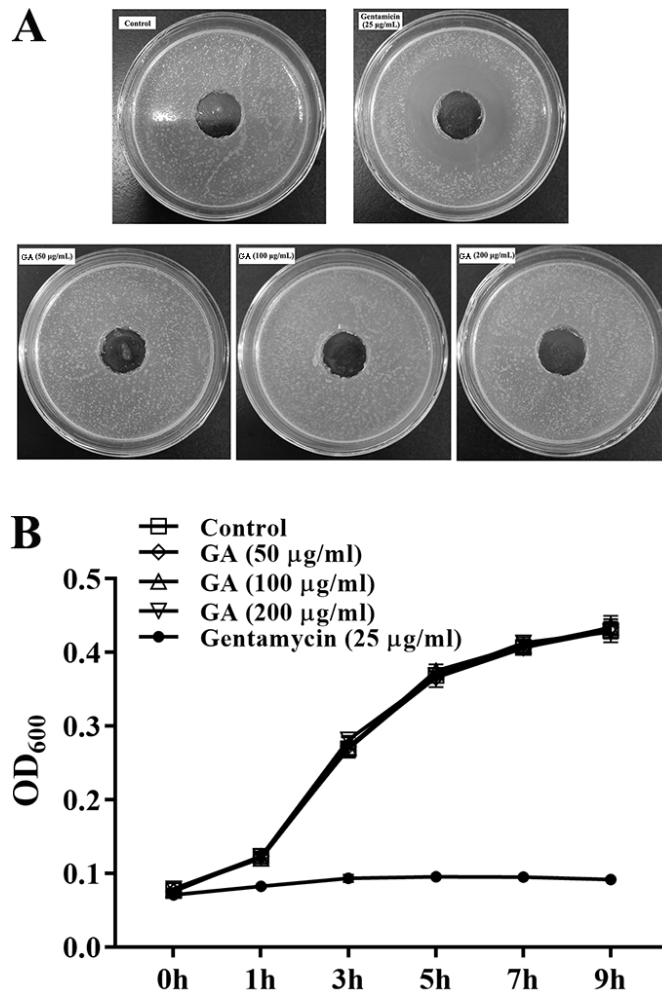 A
Control
Gentamicin
(25 μg/mL)
GA (50 μg/mL)
GA (100 μg/mL)
GA (200 μg/mL)
B
Control
GA (50 μg/ml)
GA (100 μg/ml)
GA (200 μg/ml)
Gentamycin (25 μg/ml)
0.5
0.4
0.3
0.2
0.1
0.0
OD600
0h 1h 3h 5h 7h 9h